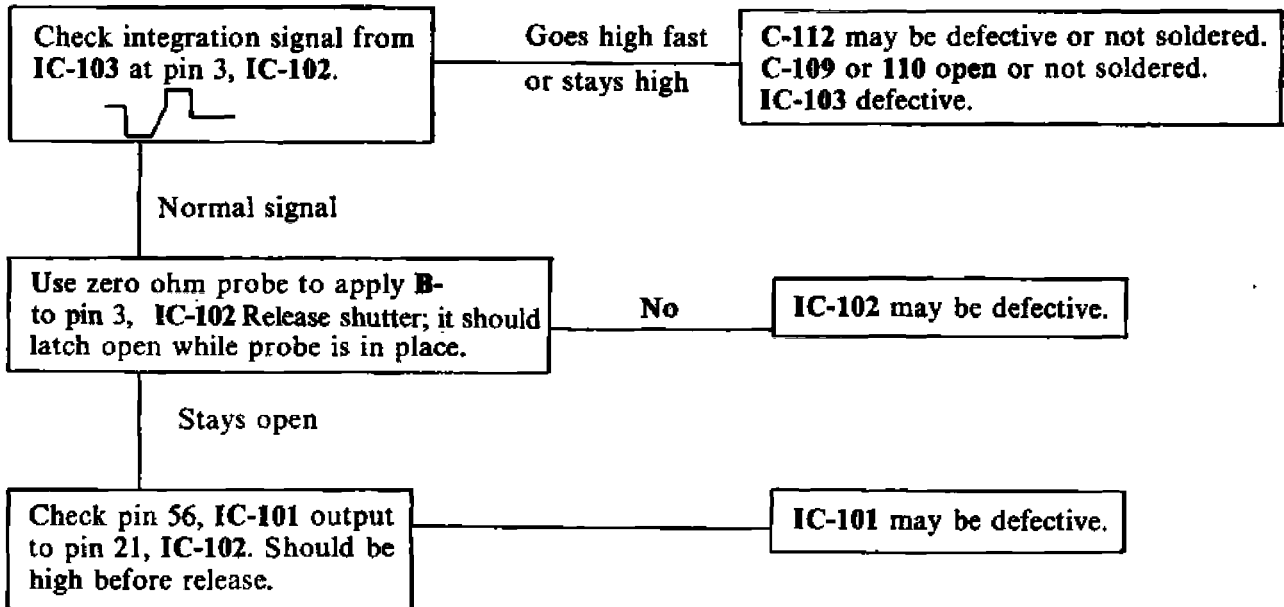 Check integration signal from
IC-103 at pin 3, IC-102.
Goes high fast
or stays high
C-112 may be defective or not soldered.
C-109 or 110 open or not soldered.
IC-103 defective.
Normal signal
Use zero ohm probe to apply B-
to pin 3, IC-102 Release shutter; it should
latch open while probe is in place.
No
IC-102 may be defective.
Stays open
Check pin 56, IC-101 output
to pin 21, IC-102. Should be
high before release.
IC-101 may be defective.